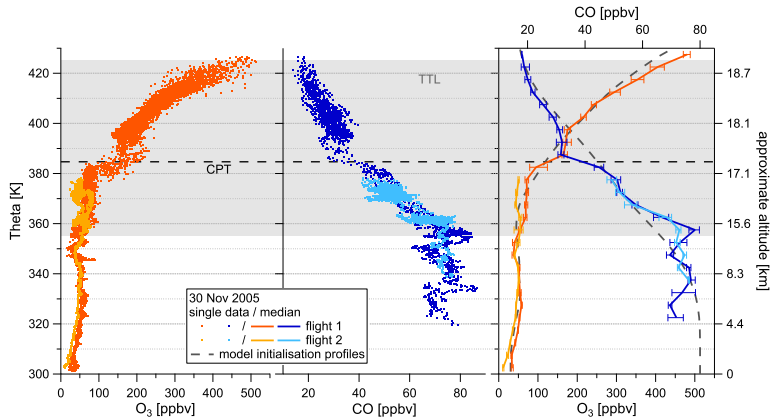 CO [ppbv]
20 40 60 80
420
400
380
360
340
320
300
Theta [K]
TTL
CPT
18.7
18.1
17.1
15.6
8.3
4.4
0
approximate altitude [km]
30 Nov 2005
single data / median
/ flight 1
/ flight 2
model initialisation profiles
0 100 200 300 400 500
O₃ [ppbv]
20 40 60 80
CO [ppbv]
0 100 200 300 400 500
O₃ [ppbv]